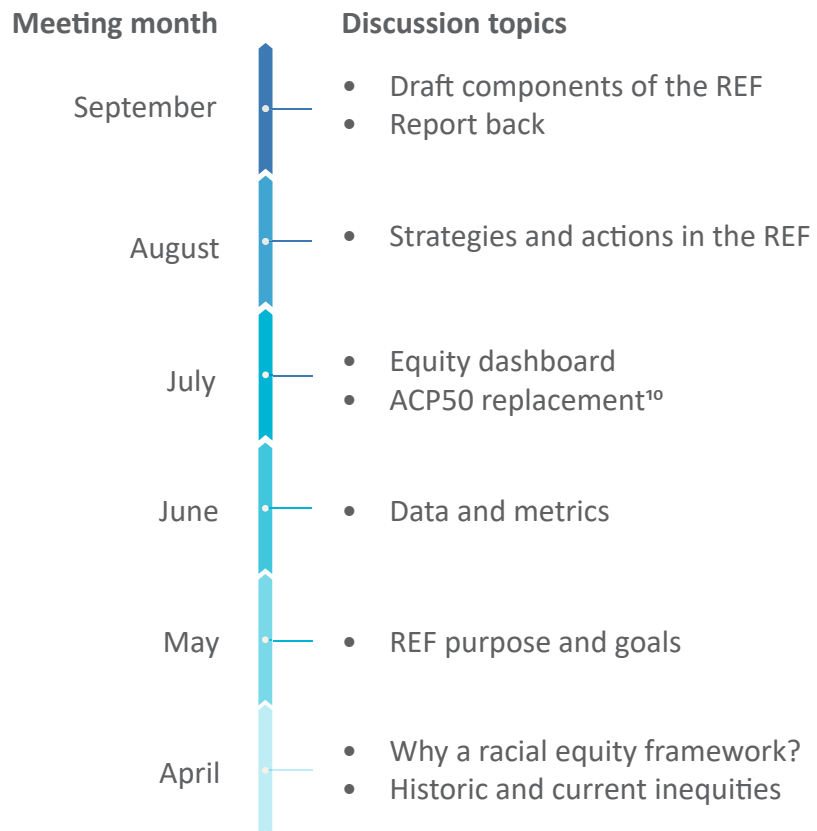 Meeting month Discussion topics
September
• Draft components of the REF
• Report back
August
• Strategies and actions in the REF
July
• Equity dashboard
• ACP50 replacement¹⁰
June
• Data and metrics
May
• REF purpose and goals
April
• Why a racial equity framework?
• Historic and current inequities